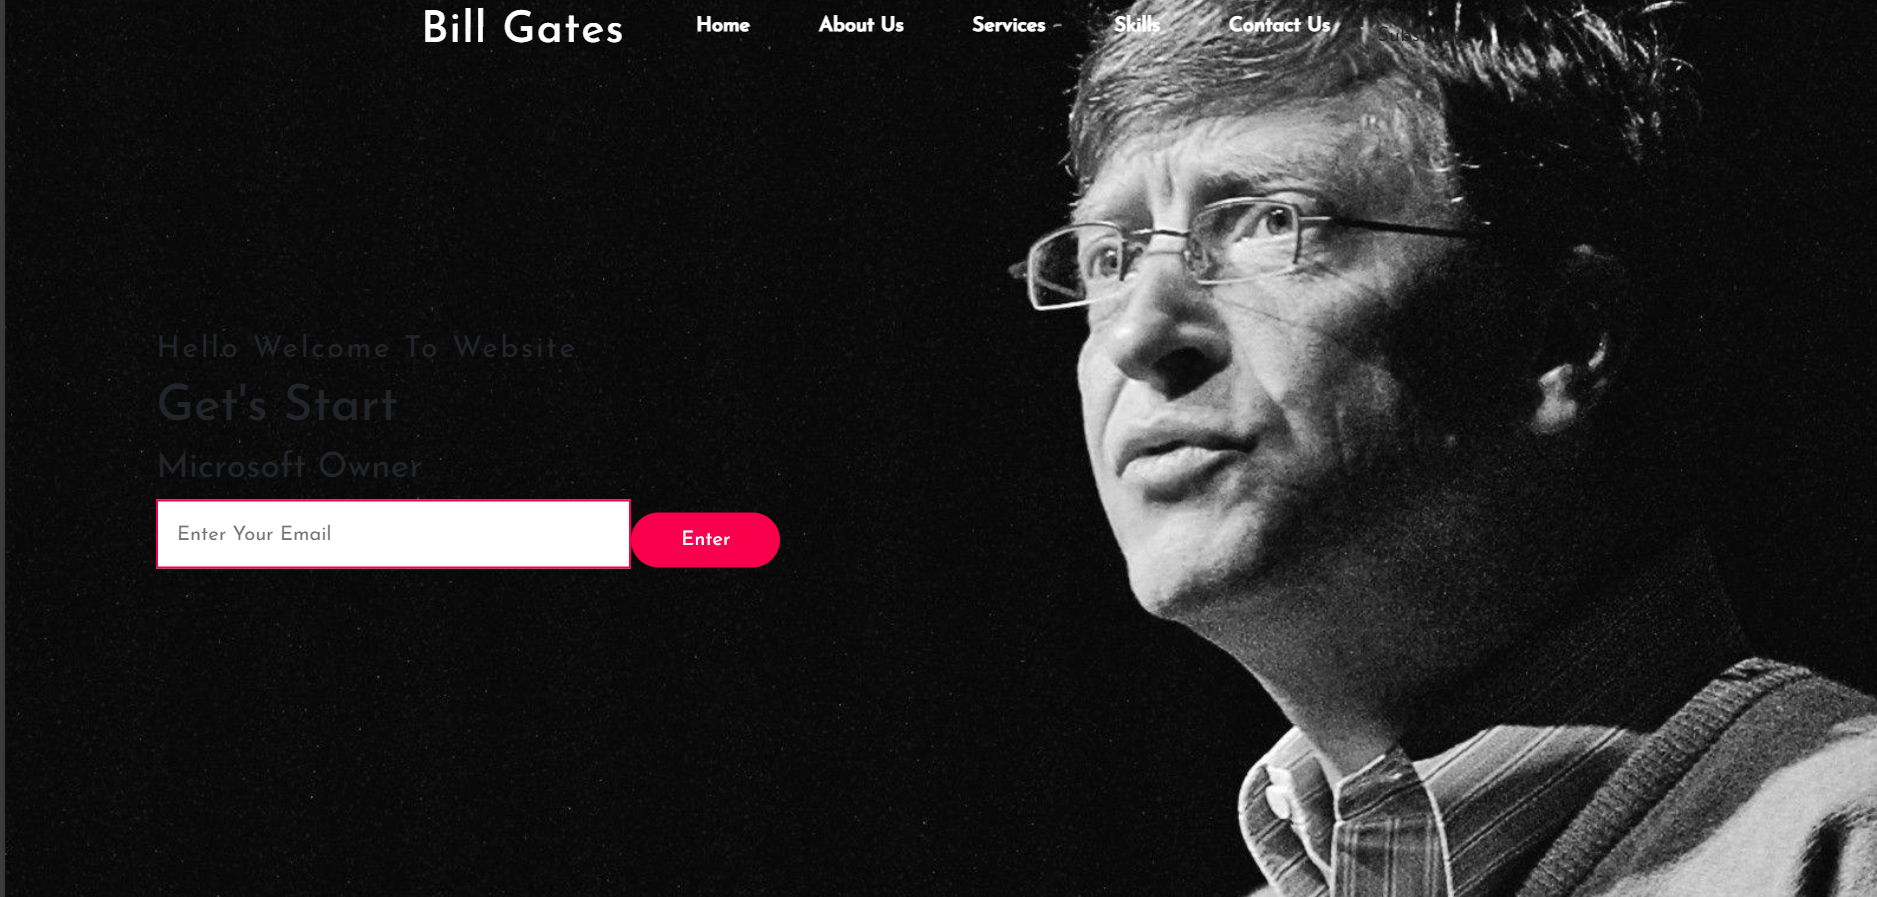 Bill Gates
Home
About Us
Services
Skills
Contact Us
Hello Welcome To Website
Get's Start
Microsoft Owner
Enter Your Email
Enter